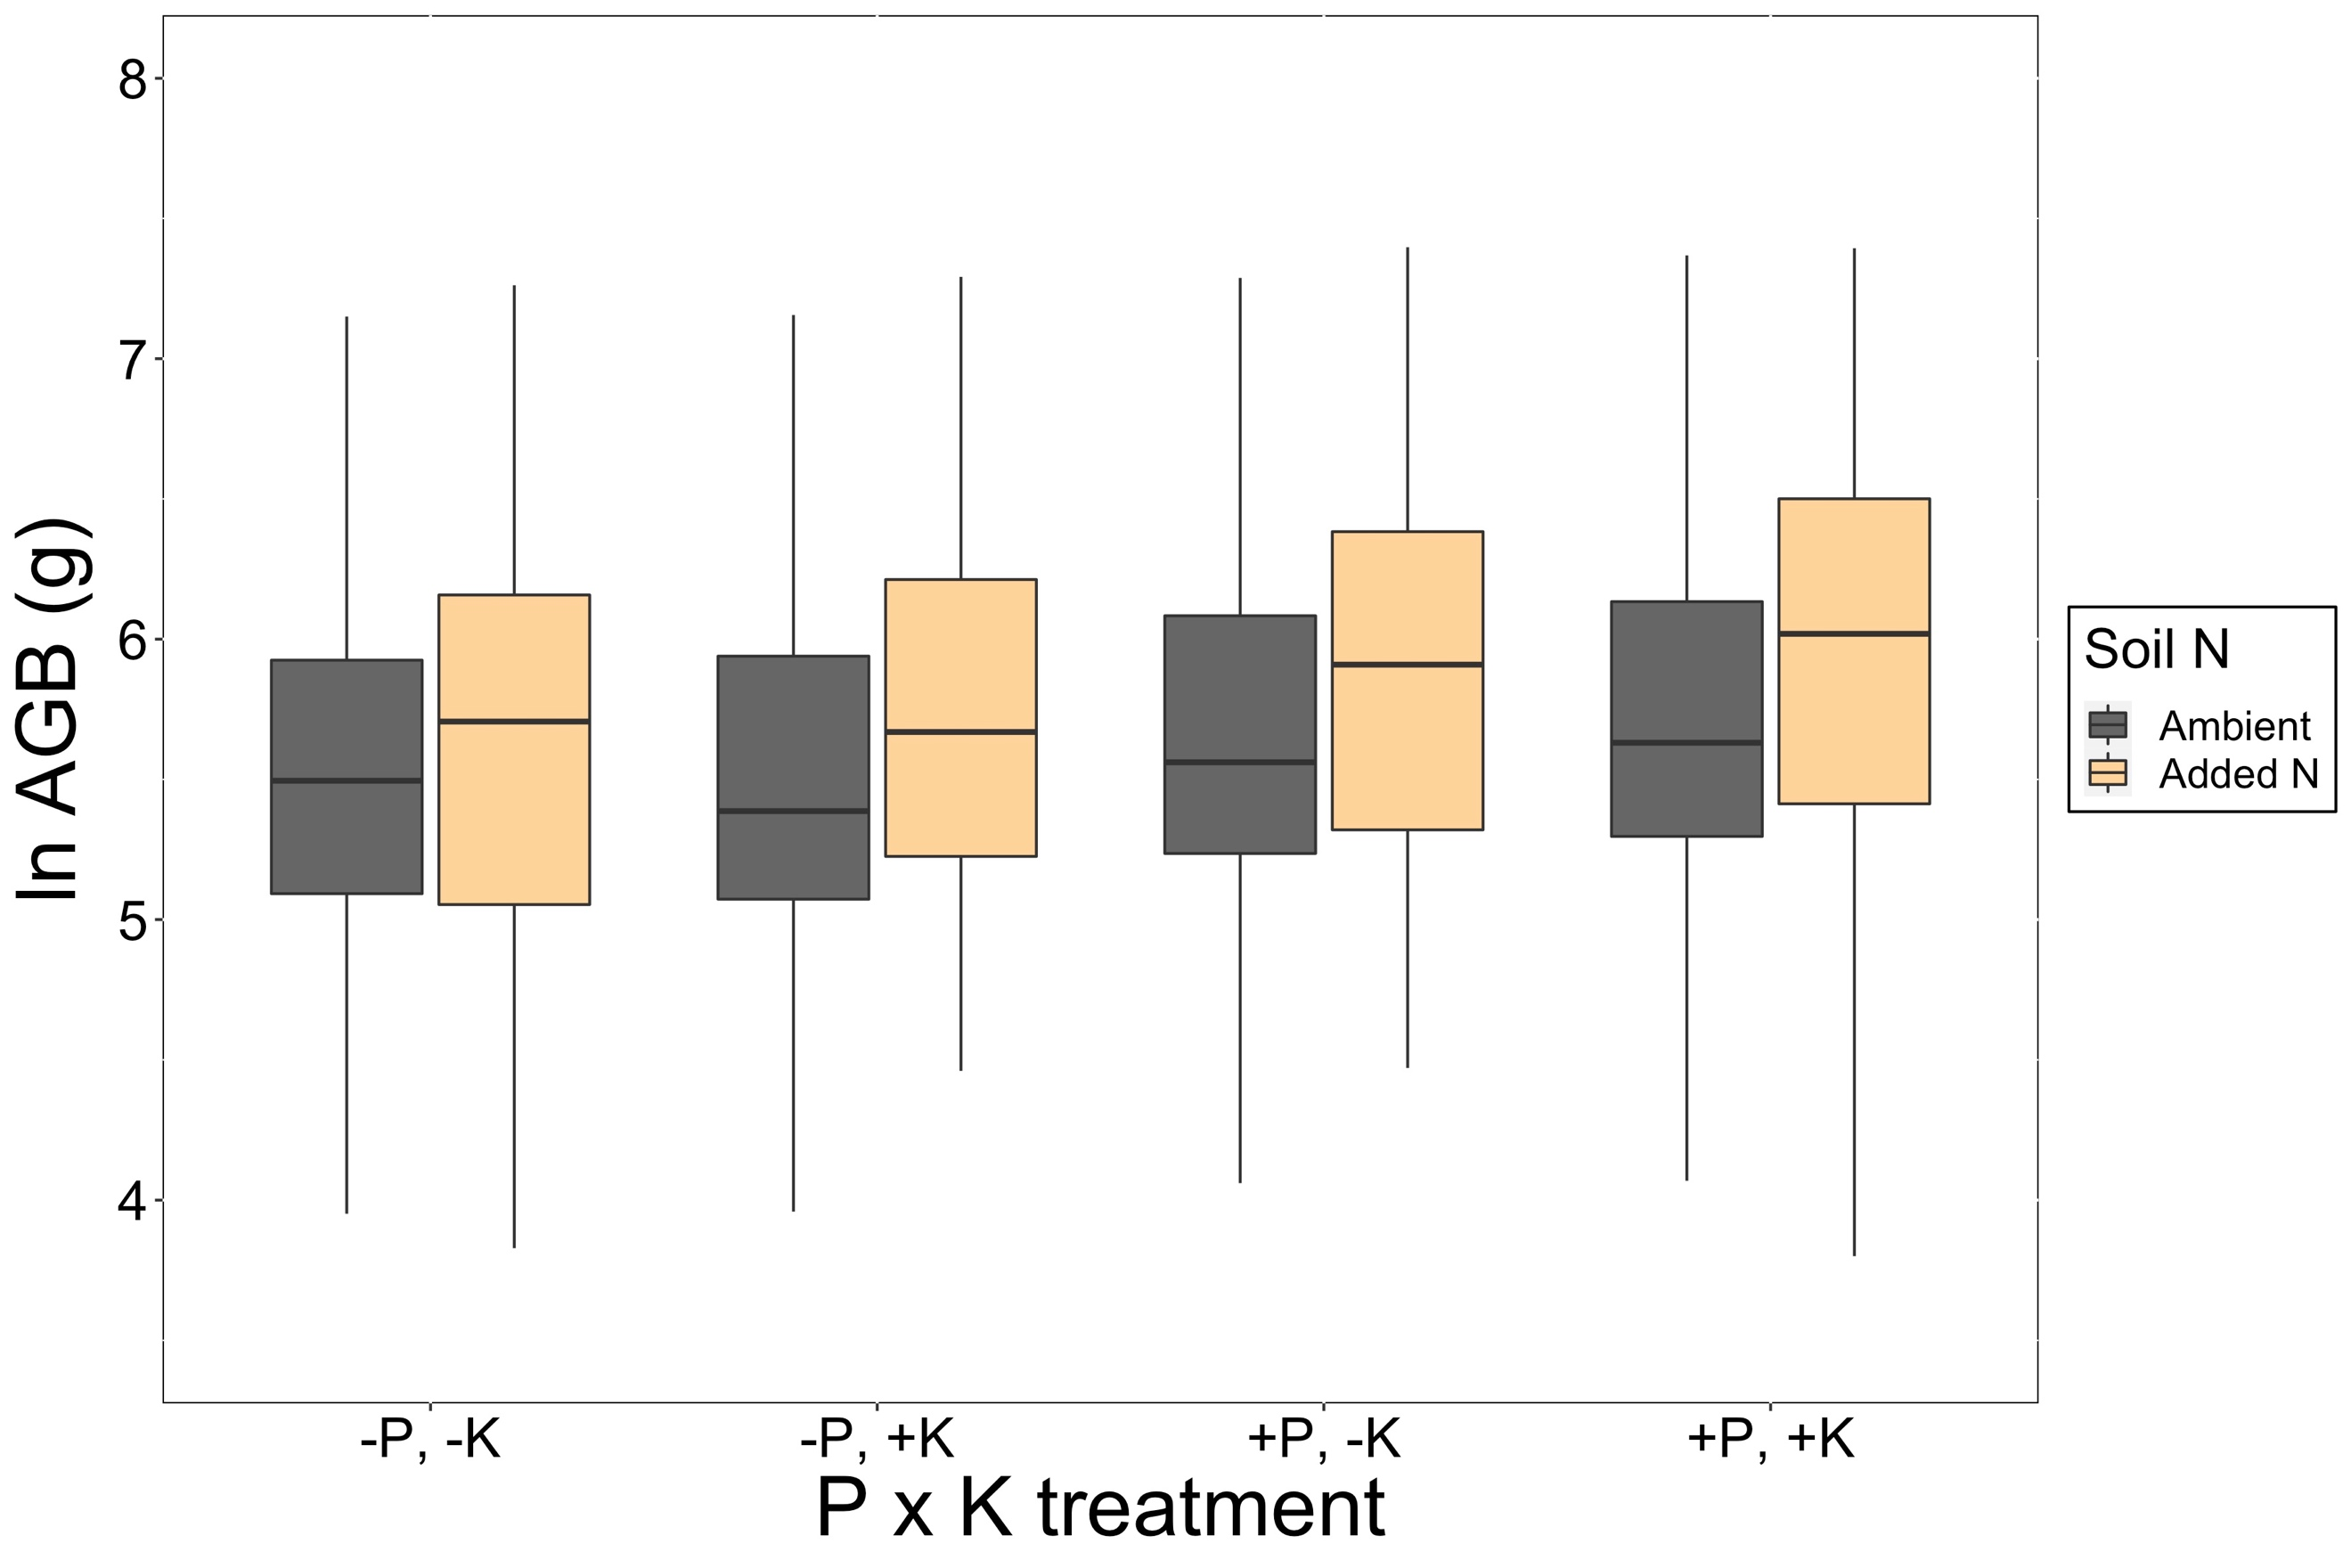 ln AGB (g)
8
7
6
5
4
-P, -K
-P, +K
+P, -K
+P, +K
P x K treatment
Soil N
Ambient
Added N